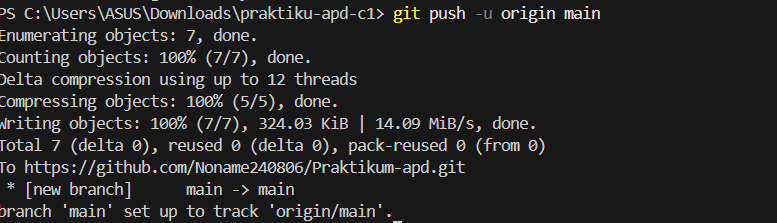 PS C:\Users\ASUS\Downloads\praktiku-apd-c1> git push -u origin main
Enumerating objects: 7, done.
Counting objects: 100% (7/7), done.
Delta compression using up to 12 threads
Compressing objects: 100% (5/5), done.
Writing objects: 100% (7/7), 324.03 KiB | 14.09 MiB/s, done.
Total 7 (delta 0), reused 0 (delta 0), pack-reused 0 (from 0)
To https://github.com/Noname240806/Praktikum-apd.git
 * [new branch]      main -> main
branch 'main' set up to track 'origin/main'.